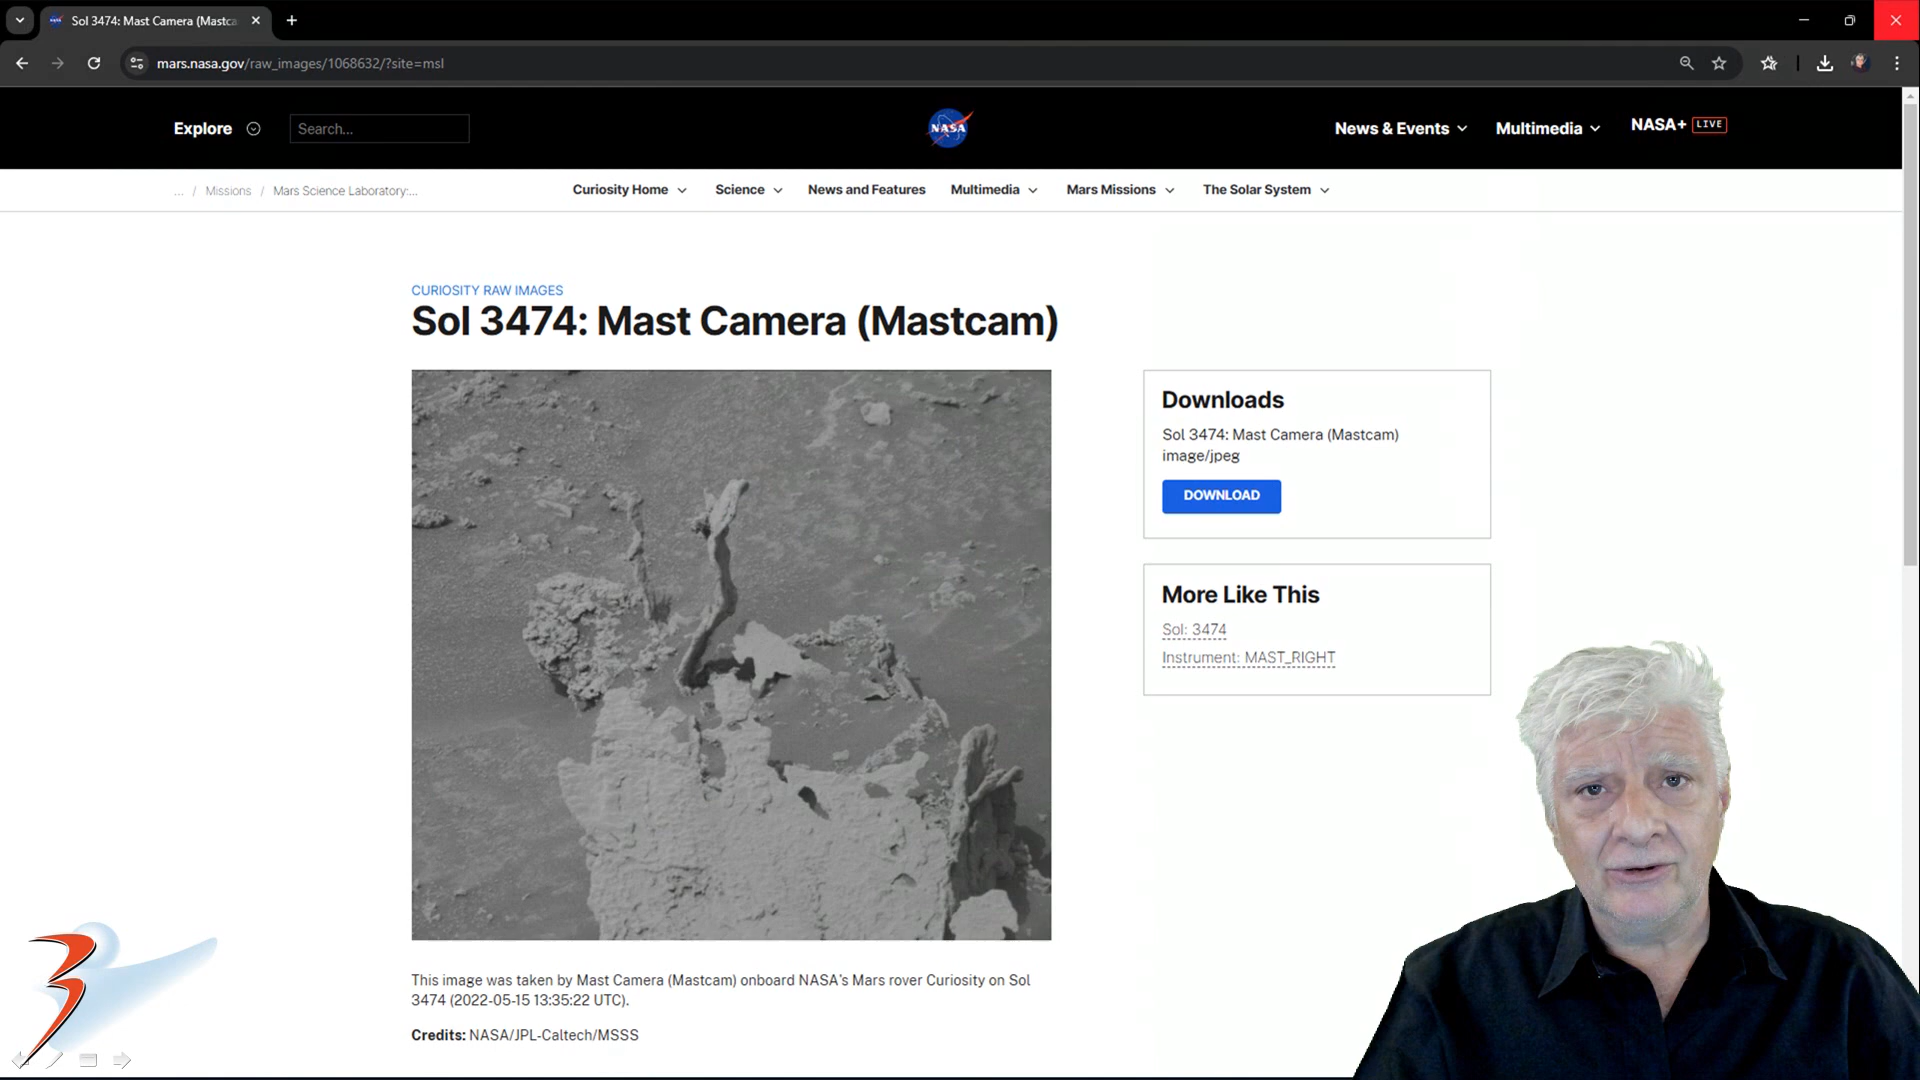 Sol 3474: Mast Camera (Mastca
mars.nasa.gov/raw_images/1068632/?site=msl
Explore
Search...
NASA
News & Events
Multimedia
NASA+ LIVE
... / Missions / Mars Science Laboratory:...
Curiosity Home
Science
News and Features
Multimedia
Mars Missions
The Solar System
CURIOSITY RAW IMAGES
Sol 3474: Mast Camera (Mastcam)
Downloads
Sol 3474: Mast Camera (Mastcam)
image/jpeg
DOWNLOAD
More Like This
Sol: 3474
Instrument: MAST_RIGHT
This image was taken by Mast Camera (Mastcam) onboard NASA's Mars rover Curiosity on Sol
3474 (2022-05-15 13:35:22 UTC).
Credits: NASA/JPL-Caltech/MSSS